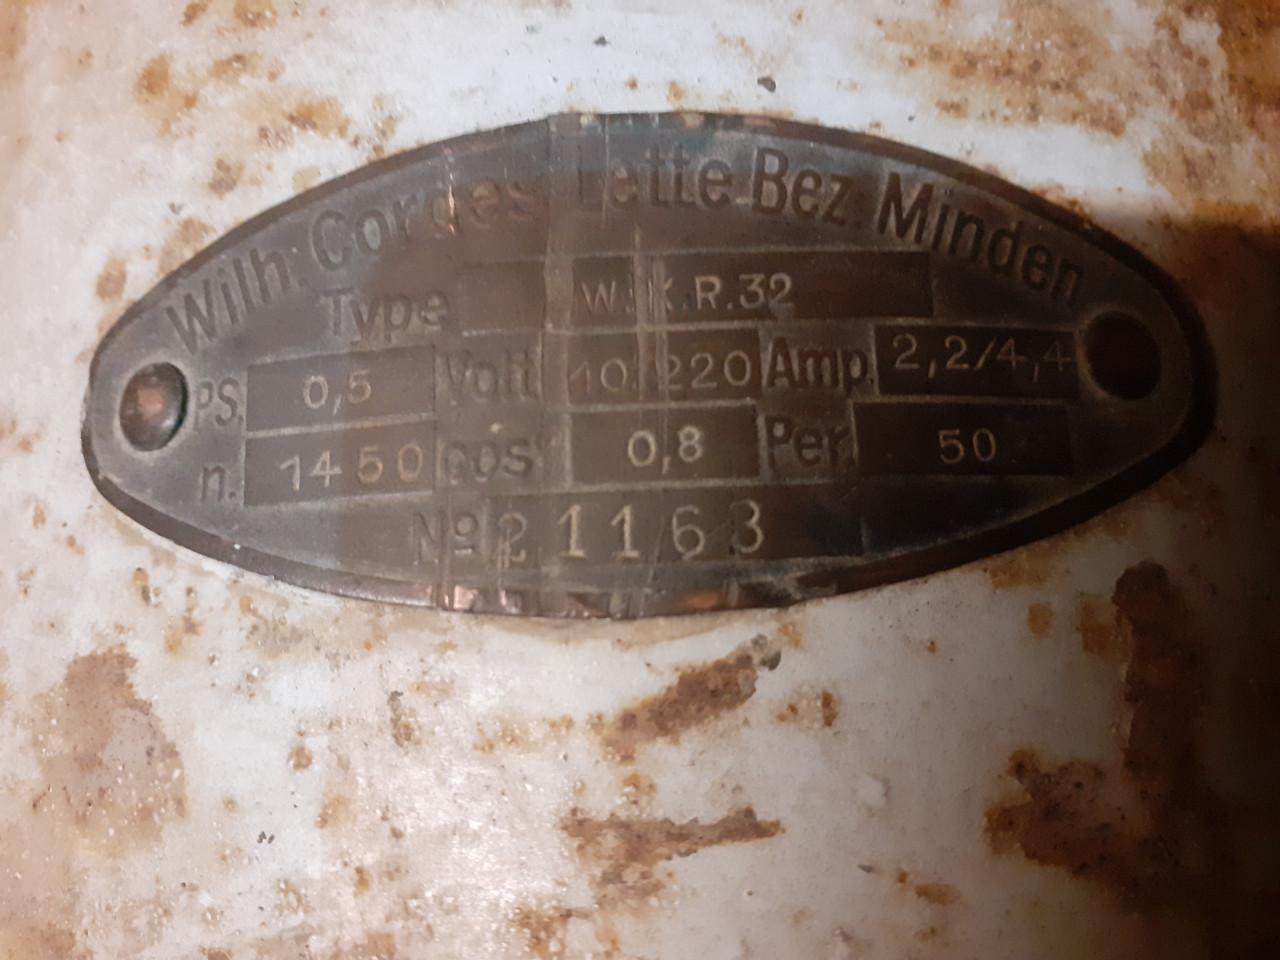 Wilh. Cordes Lette Bez. Minden
Type W.K.R.32
PS. 0,5 Volt 10/220 Amp. 2,2/4,4
n. 1450 cos 0,8 Per. 50
No 21163